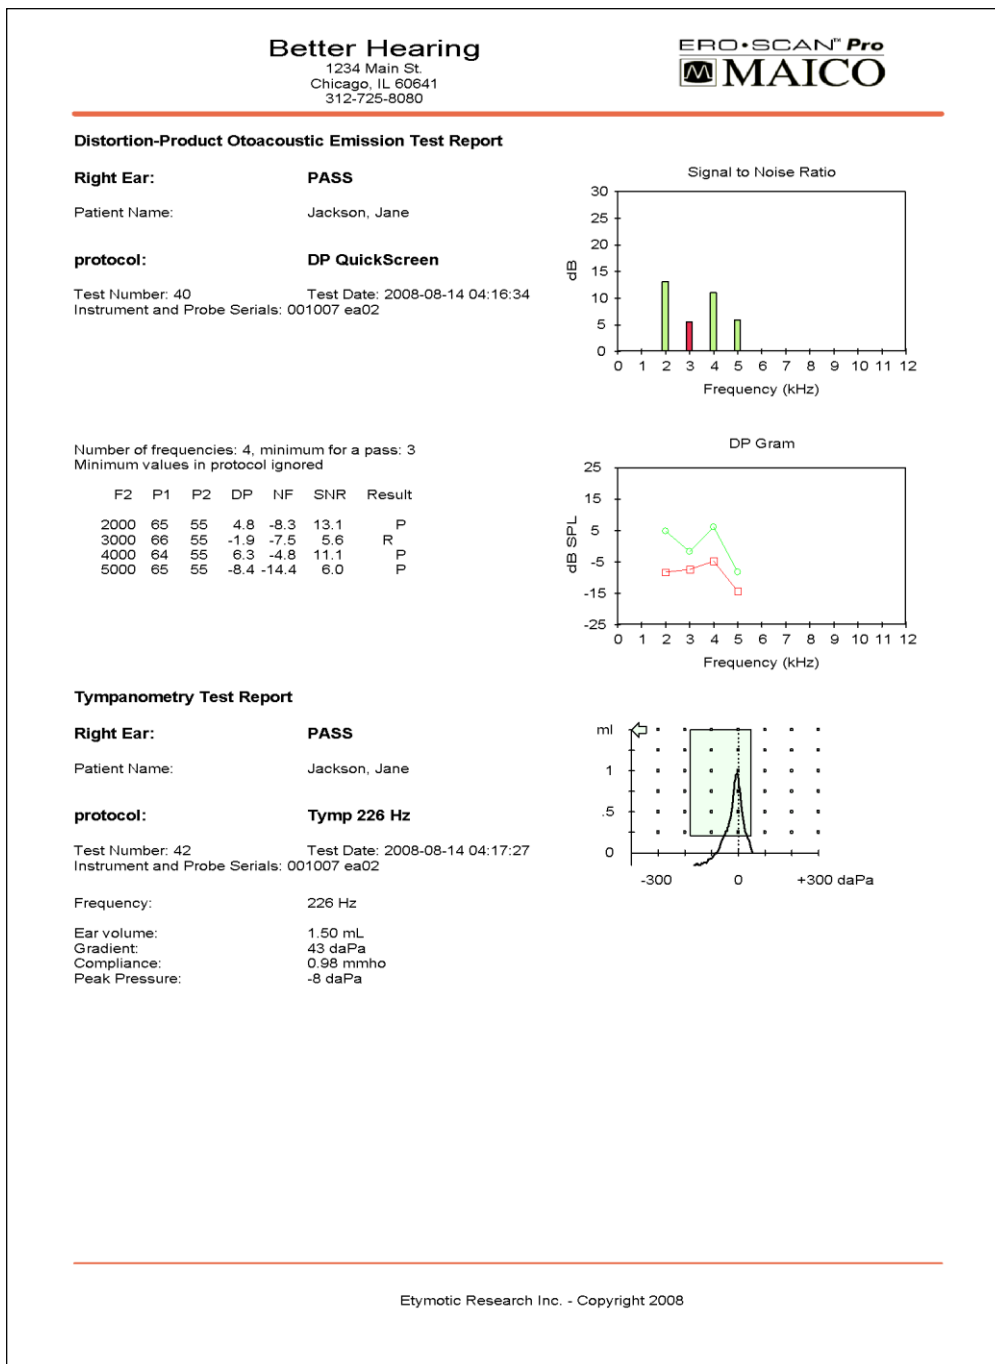 Better Hearing
1234 Main St.
Chicago, IL 60641
312-725-8080
ERO•SCAN™ Pro
MAICO
Distortion-Product Otoacoustic Emission Test Report
Right Ear: PASS
Patient Name: Jackson, Jane
protocol: DP QuickScreen
Test Number: 40 Test Date: 2008-08-14 04:16:34
Instrument and Probe Serials: 001007 ea02
Signal to Noise Ratio
30
25
20
15
10
5
0
dB
0 1 2 3 4 5 6 7 8 9 10 11 12
Frequency (kHz)
Number of frequencies: 4, minimum for a pass: 3
Minimum values in protocol ignored
F2 P1 P2 DP NF SNR Result
2000 65 55 4.8 -8.3 13.1 P
3000 66 55 -1.9 -7.5 5.6 R
4000 64 55 6.3 -4.8 11.1 P
5000 65 55 -8.4 -14.4 6.0 P
DP Gram
25
15
5
-5
-15
-25
dB SPL
0 1 2 3 4 5 6 7 8 9 10 11 12
Frequency (kHz)
Tympanometry Test Report
Right Ear: PASS
Patient Name: Jackson, Jane
protocol: Tymp 226 Hz
Test Number: 42 Test Date: 2008-08-14 04:17:27
Instrument and Probe Serials: 001007 ea02
Frequency: 226 Hz
Ear volume: 1.50 mL
Gradient: 43 daPa
Compliance: 0.98 mmho
Peak Pressure: -8 daPa
ml
1
.5
0
-300 0 +300 daPa
Etymotic Research Inc. - Copyright 2008